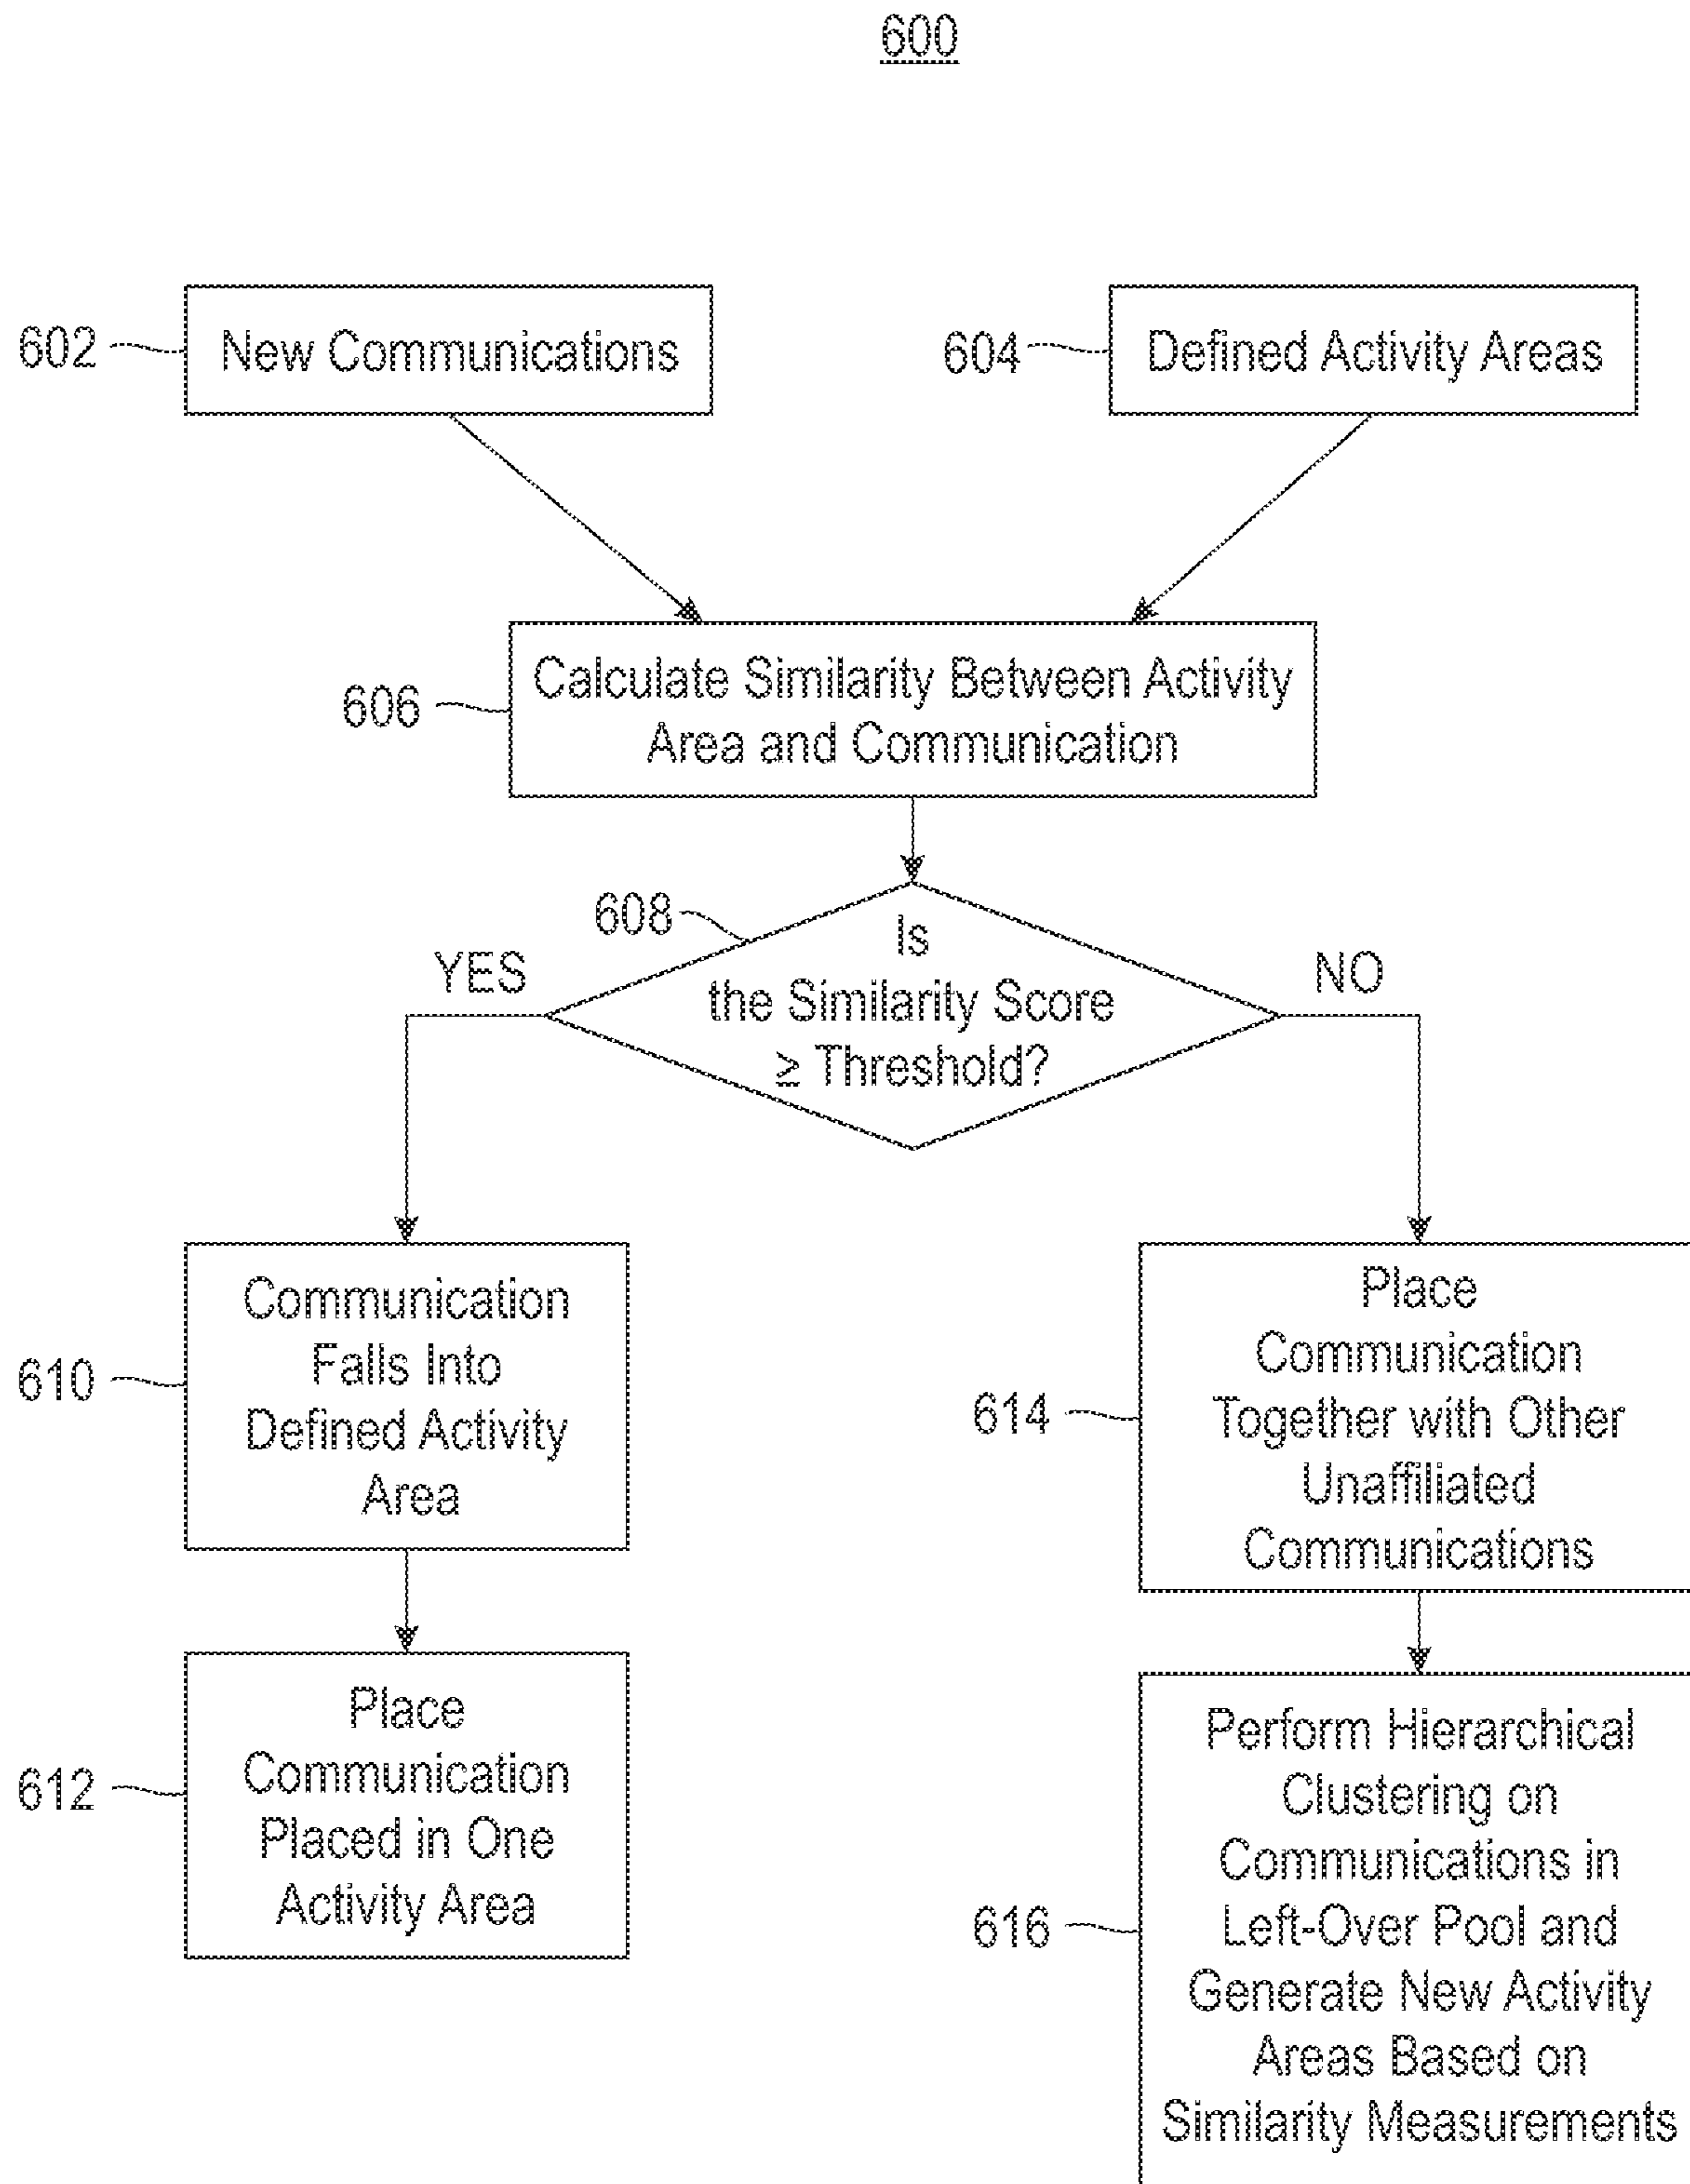 600
602
New Communications
604
Defined Activity Areas
606
Calculate Similarity Between Activity
Area and Communication
608
Is
the Similarity Score
≥ Threshold?
YES
NO
610
Communication
Falls Into
Defined Activity
Area
612
Place
Communication
Placed in One
Activity Area
614
Place
Communication
Together with Other
Unaffiliated
Communications
616
Perform Hierarchical
Clustering on
Communications in
Left-Over Pool and
Generate New Activity
Areas Based on
Similarity Measurements